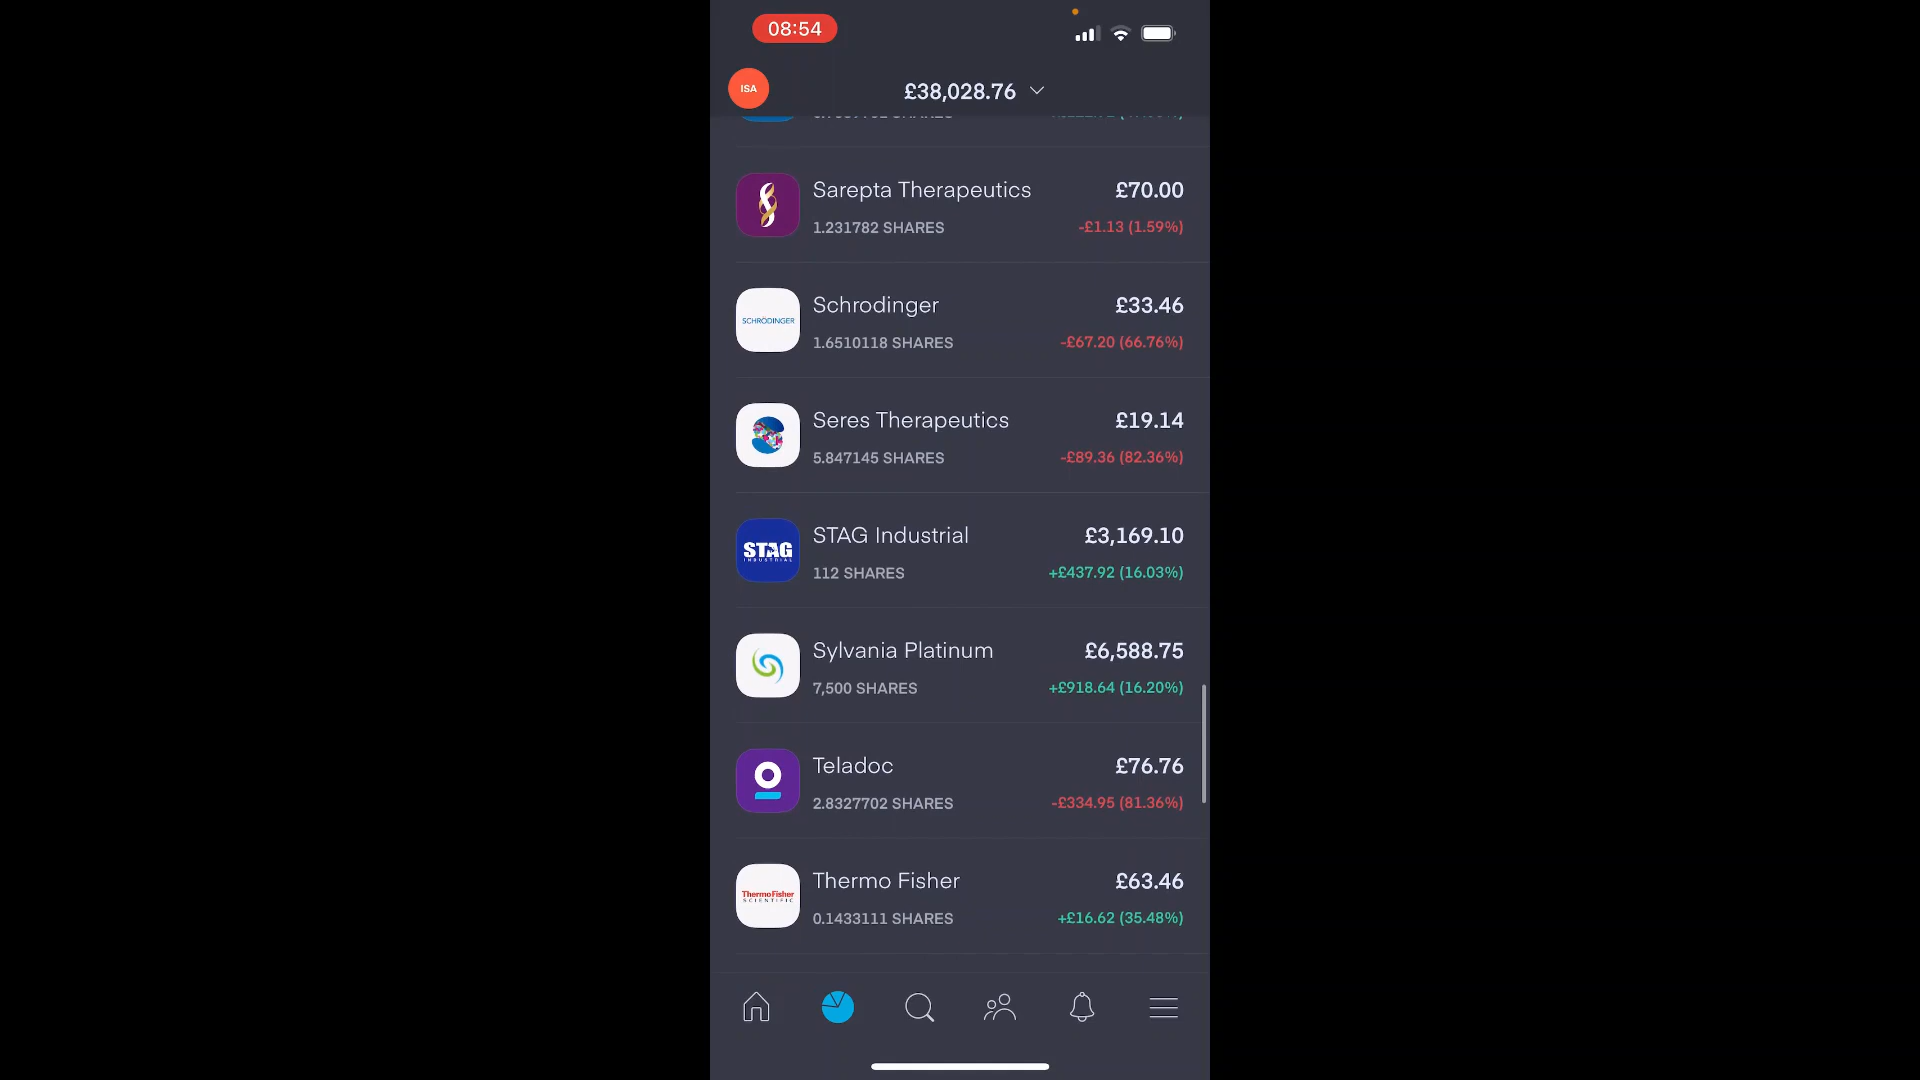 08:54
ISA
£38,028.76
Sarepta Therapeutics £70.00
1.231782 SHARES -£1.13 (1.59%)
SCHRÖDINGER
Schrodinger £33.46
1.6510118 SHARES -£67.20 (66.76%)
Seres Therapeutics £19.14
5.847145 SHARES -£89.36 (82.36%)
STAG
INDUSTRIAL
STAG Industrial £3,169.10
112 SHARES +£437.92 (16.03%)
Sylvania Platinum £6,588.75
7,500 SHARES +£918.64 (16.20%)
Teladoc £76.76
2.8327702 SHARES -£334.95 (81.36%)
ThermoFisher
SCIENTIFIC
Thermo Fisher £63.46
0.1433111 SHARES +£16.62 (35.48%)